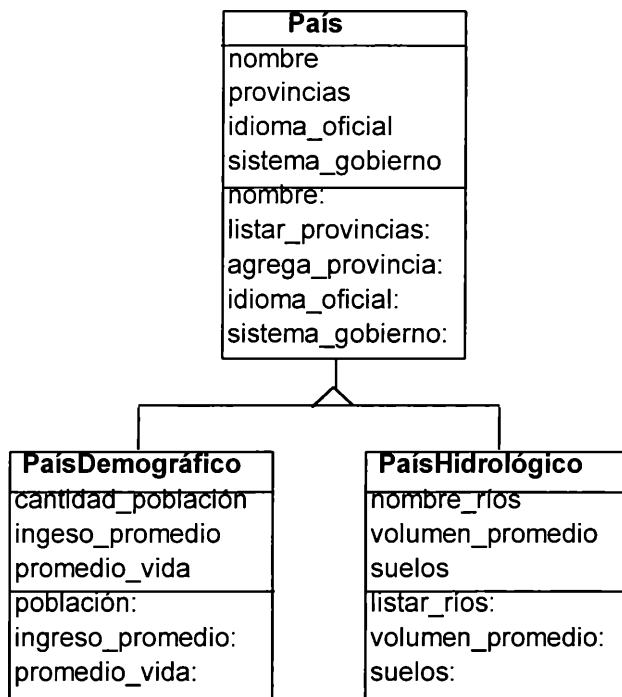 País
nombre
provincias
idioma_oficial
sistema_gobierno
nombre:
listar_provincias:
agrega_provincia:
idioma_oficial:
sistema_gobierno:
PaísDemográfico
cantidad_población
ingeso_promedio
promedio_vida
población:
ingreso_promedio:
promedio_vida:
PaísHidrológico
nombre_ríos
volumen_promedio
suelos
listar_ríos:
volumen_promedio:
suelos: